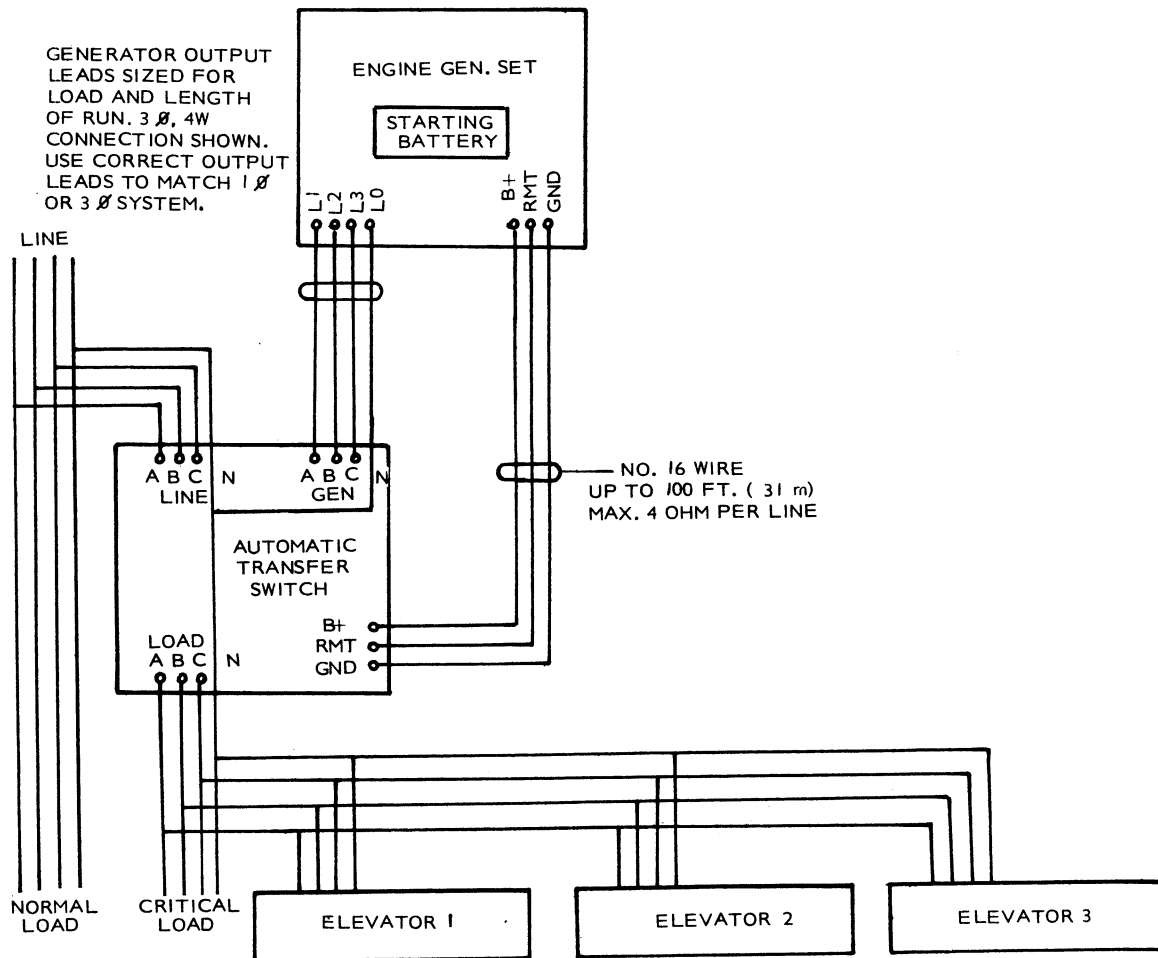 GENERATOR OUTPUT
LEADS SIZED FOR
LOAD AND LENGTH
OF RUN. 3 Ø, 4W
CONNECTION SHOWN.
USE CORRECT OUTPUT
LEADS TO MATCH 1 Ø
OR 3 Ø SYSTEM.
ENGINE GEN. SET
STARTING
BATTERY
L1 L2 L3 L0
B+ RMT GND
LINE
A B C N
LINE
A B C N
GEN
NO. 16 WIRE
UP TO 100 FT. ( 31 m)
MAX. 4 OHM PER LINE
AUTOMATIC
TRANSFER
SWITCH
B+
RMT
GND
LOAD
A B C N
NORMAL
LOAD
CRITICAL
LOAD
ELEVATOR 1
ELEVATOR 2
ELEVATOR 3